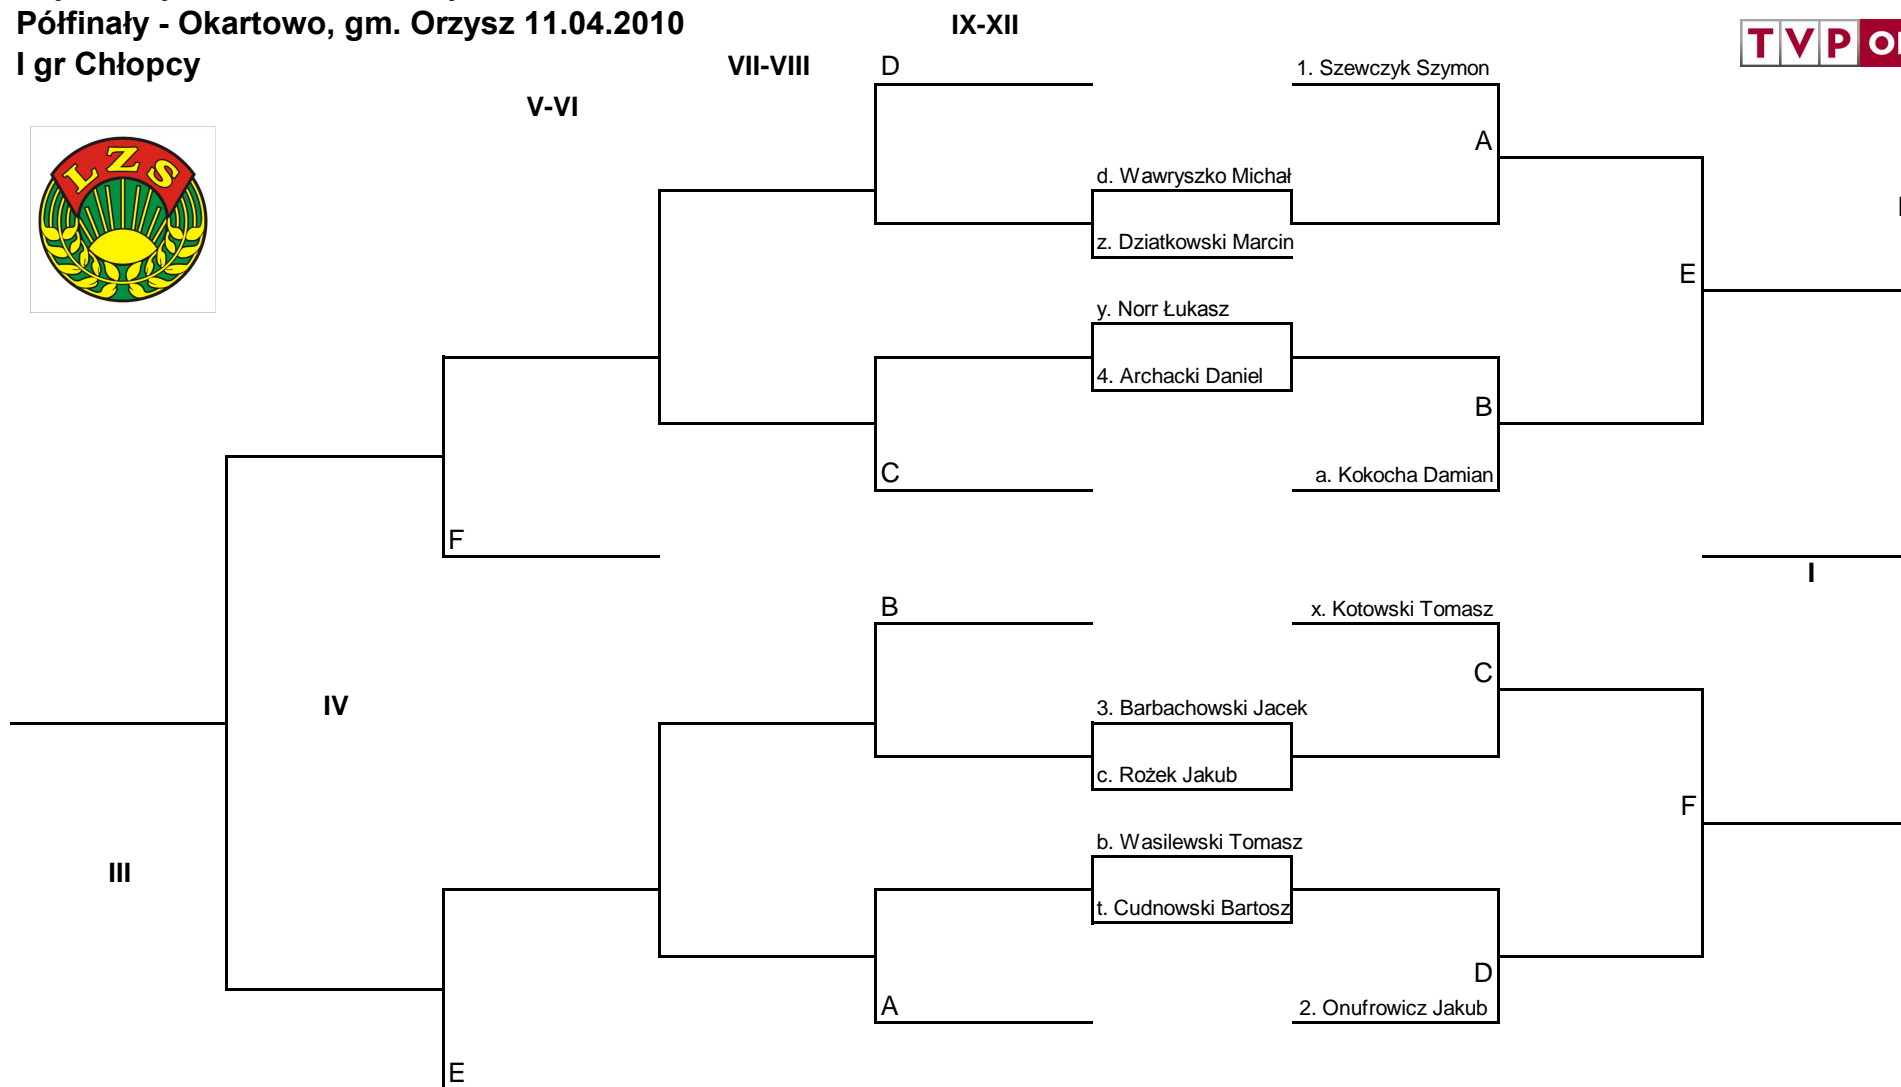 Półfinały - Okartowo, gm. Orzysz 11.04.2010
IX-XII
I gr Chłopcy
VII-VIII
D
1. Szewczyk Szymon
TVP
V-VI
A
LZS
d. Wawryszko Michał
z. Dziatkowski Marcin
E
y. Norr Łukasz
4. Archacki Daniel
B
C
a. Kokocha Damian
F
I
B
x. Kotowski Tomasz
C
IV
3. Barbachowski Jacek
c. Rożek Jakub
F
b. Wasilewski Tomasz
III
t. Cudnowski Bartosz
D
A
2. Onufrowicz Jakub
E